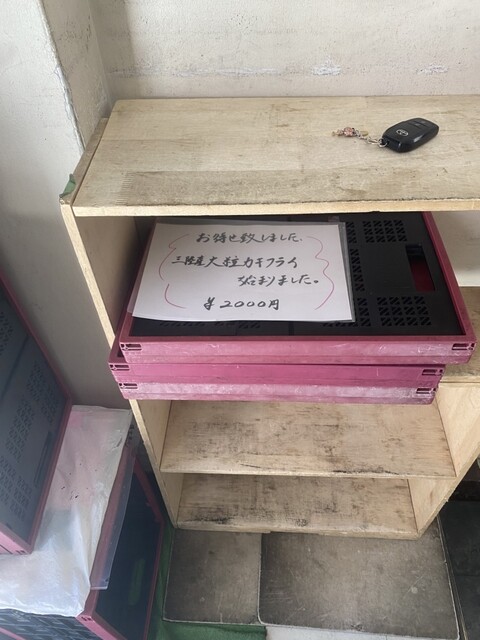 お待せ致しました、
三陸産大粒カキフライ
始まりました。
¥2000円